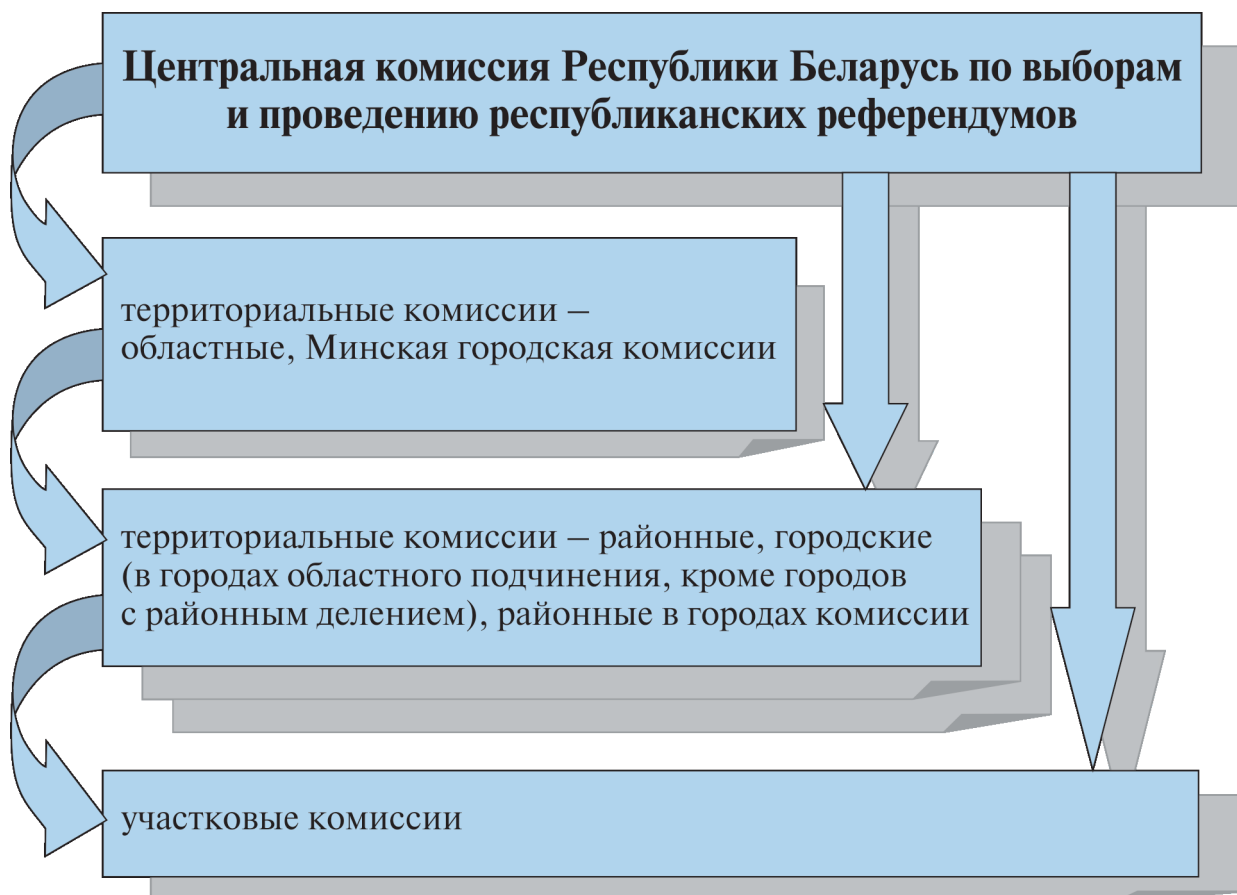 Центральная комиссия Республики Беларусь по выборам
и проведению республиканских референдумов
территориальные комиссии –
областные, Минская городская комиссии
территориальные комиссии – районные, городские
(в городах областного подчинения, кроме городов
с районным делением), районные в городах комиссии
участковые комиссии